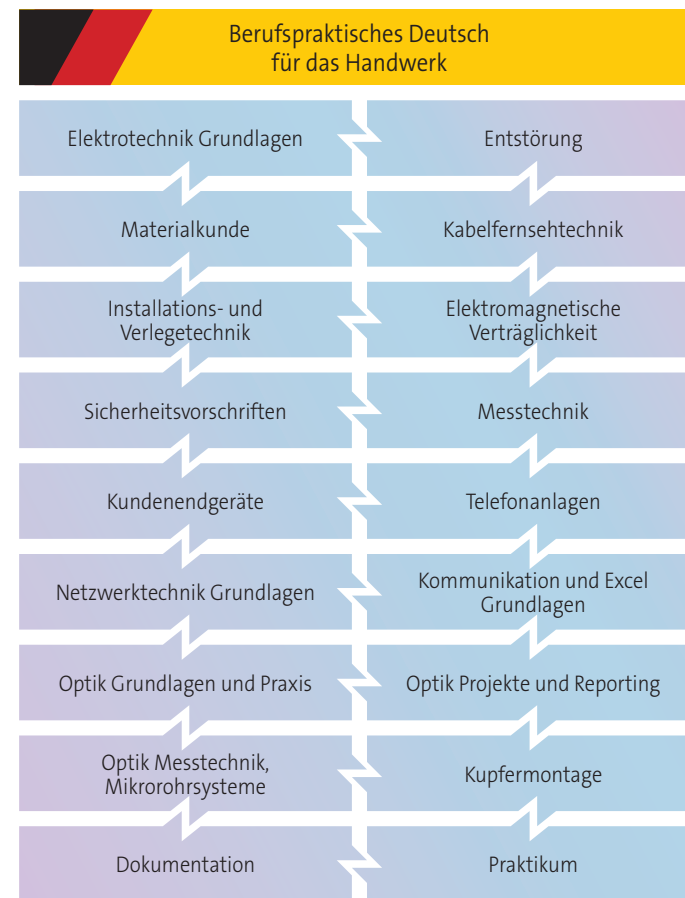 Berufspraktisches Deutsch
für das Handwerk
Elektrotechnik Grundlagen
Entstörung
Materialkunde
Kabelfernsehtechnik
Installations- und
Verlegetechnik
Elektromagnetische
Verträglichkeit
Sicherheitsvorschriften
Messtechnik
Kundenendgeräte
Telefonanlagen
Netzwerktechnik Grundlagen
Kommunikation und Excel
Grundlagen
Optik Grundlagen und Praxis
Optik Projekte und Reporting
Optik Messtechnik,
Mikrorohrsysteme
Kupfermontage
Dokumentation
Praktikum